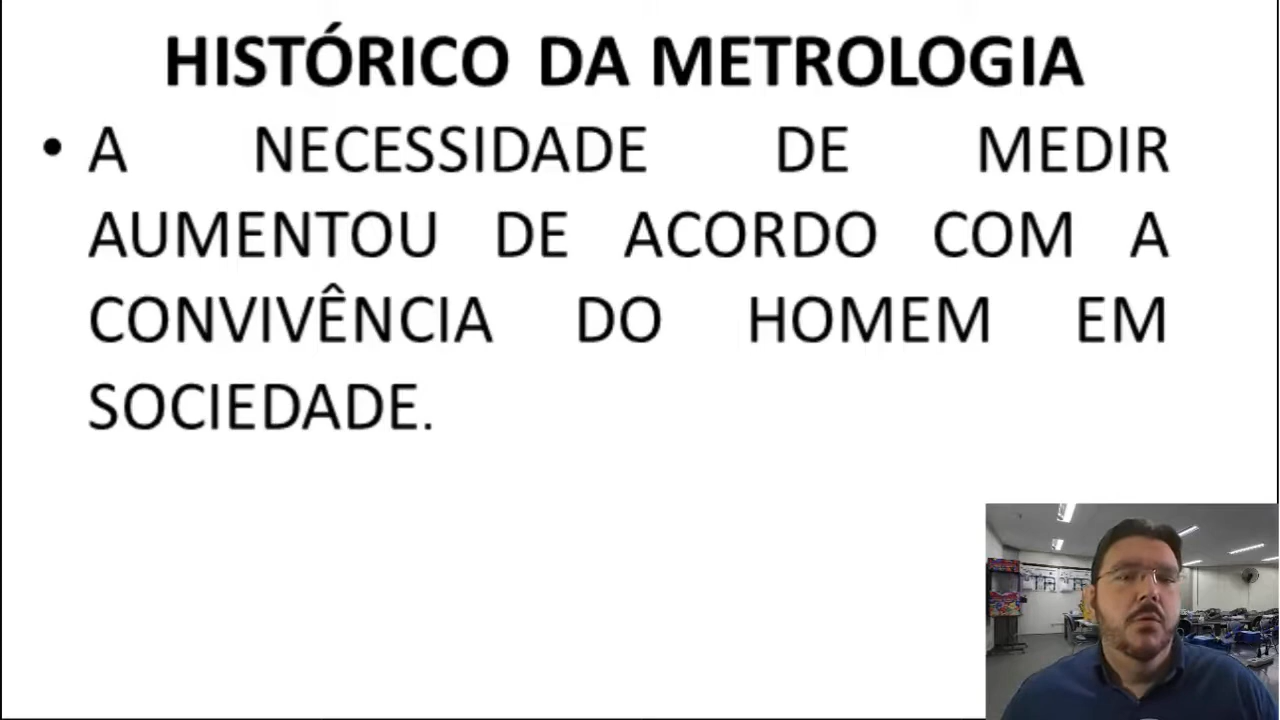 HISTÓRICO DA METROLOGIA
• A NECESSIDADE DE MEDIR
AUMENTOU DE ACORDO COM A
CONVIVÊNCIA DO HOMEM EM
SOCIEDADE.